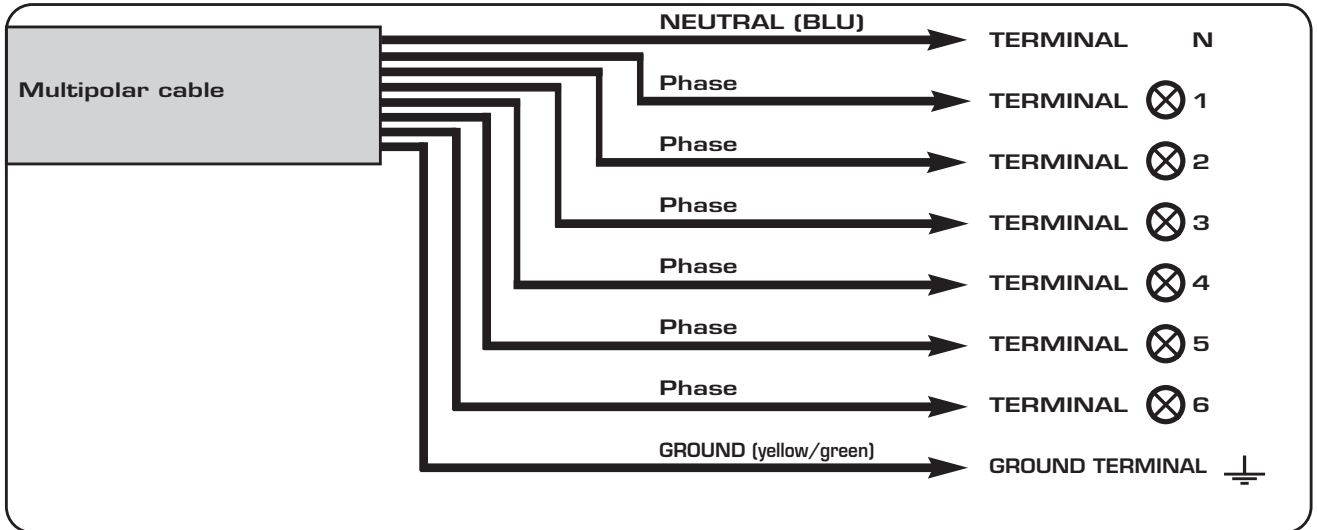 NEUTRAL (BLU)
TERMINAL N
Multipolar cable
Phase
TERMINAL 1
Phase
TERMINAL 2
Phase
TERMINAL 3
Phase
TERMINAL 4
Phase
TERMINAL 5
Phase
TERMINAL 6
GROUND (yellow/green)
GROUND TERMINAL